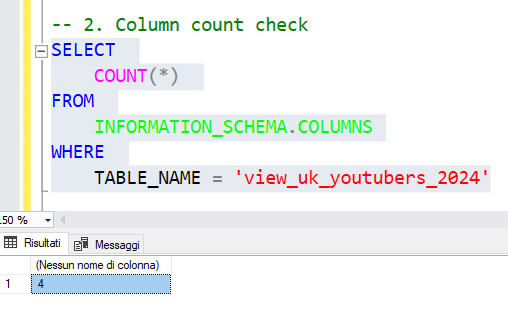 -- 2. Column count check
SELECT
COUNT(*)
FROM
INFORMATION_SCHEMA.COLUMNS
WHERE
TABLE_NAME = 'view_uk_youtubers_2024'
150 %
Risultati Messaggi
(Nessun nome di colonna)
1 4